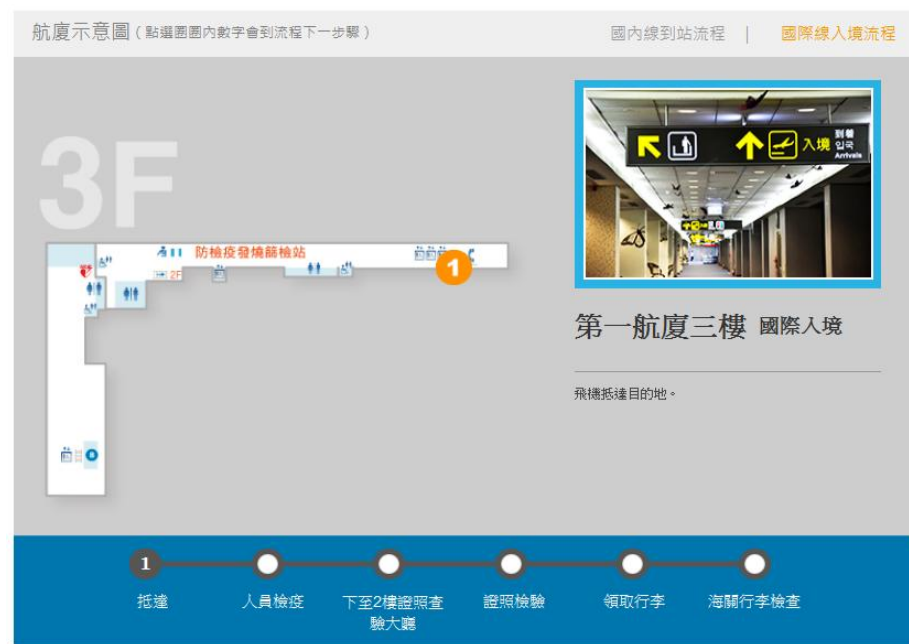 航廈示意圖(點選圈圈內數字會到流程下一步驟)
國內線到站流程 | 國際線入境流程
3F
入境 到着 입국 Arrivals
防檢疫發燒篩檢站
2F
1
第一航廈三樓 國際入境
飛機抵達目的地。
1
抵達
人員檢疫
下至2樓證照查
驗大廳
證照檢驗
領取行李
海關行李檢查